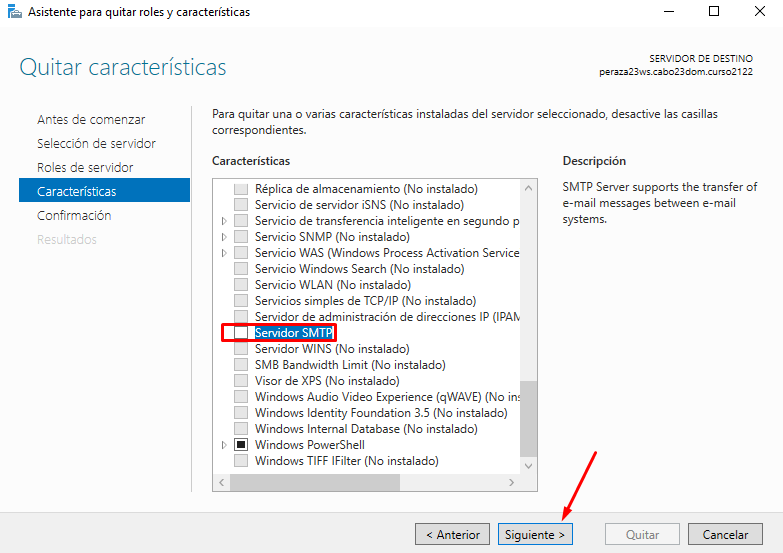 Asistente para quitar roles y características
Quitar características
SERVIDOR DE DESTINO
peraza23ws.cabo23dom.curso2122
Antes de comenzar
Selección de servidor
Roles de servidor
Características
Confirmación
Resultados
Para quitar una o varias características instaladas del servidor seleccionado, desactive las casillas
correspondientes.
Características
Réplica de almacenamiento (No instalado)
Servicio de servidor iSNS (No instalado)
Servicio de transferencia inteligente en segundo p
Servicio SNMP (No instalado)
Servicio WAS (Windows Process Activation Service
Servicio Windows Search (No instalado)
Servicio WLAN (No instalado)
Servicios simples de TCP/IP (No instalado)
Servidor de administración de direcciones IP (IPAM
Servidor SMTP
Servidor WINS (No instalado)
SMB Bandwidth Limit (No instalado)
Visor de XPS (No instalado)
Windows Audio Video Experience (qWAVE) (No ins
Windows Identity Foundation 3.5 (No instalado)
Windows Internal Database (No instalado)
Windows PowerShell
Windows TIFF IFilter (No instalado)
Descripción
SMTP Server supports the transfer of
e-mail messages between e-mail
systems.
< Anterior
Siguiente >
Quitar
Cancelar